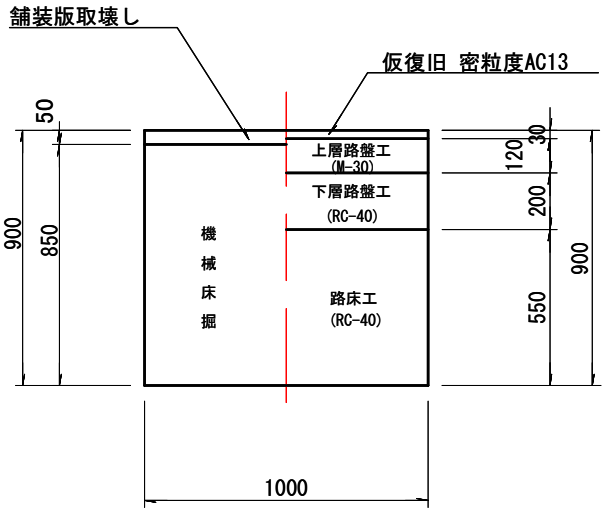 舗装版取壊し
仮復旧 密粒度AC13
50
900
850
機械床掘
上層路盤工
(M-30)
下層路盤工
(RC-40)
路床工
(RC-40)
30
120
200
550
900
1000